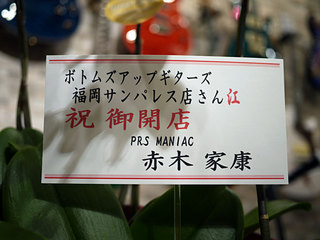 ボトムズアップギターズ
福岡サンパレス店さん江
祝 御開店
PRS MANIAC
赤木 家康